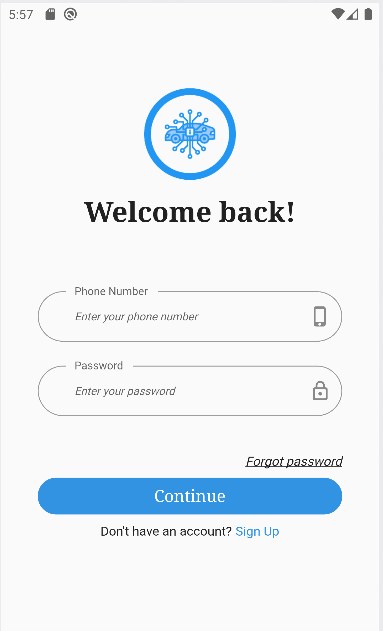 5:57
Welcome back!
Phone Number
Enter your phone number
Password
Enter your password
Forgot password
Continue
Don't have an account? Sign Up